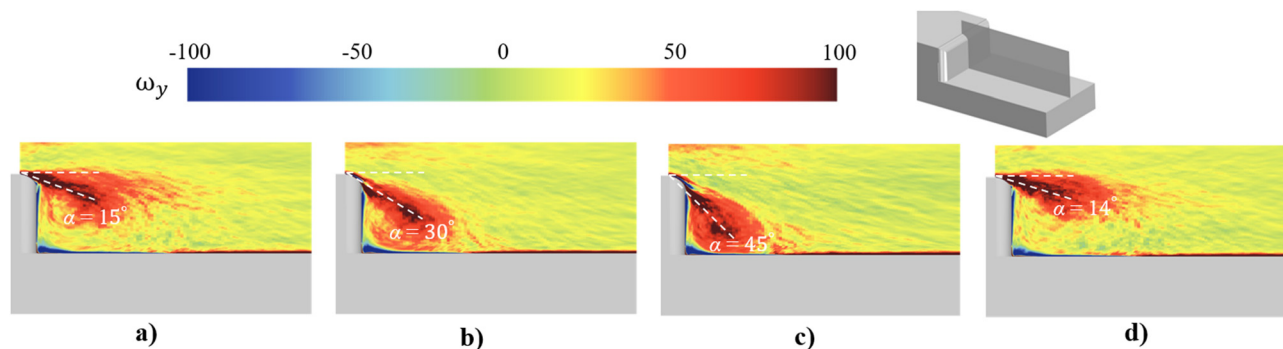 -100 -50 0 50 100
ω_y
α = 15°
α = 30°
α = 45°
α = 14°
a) b) c) d)